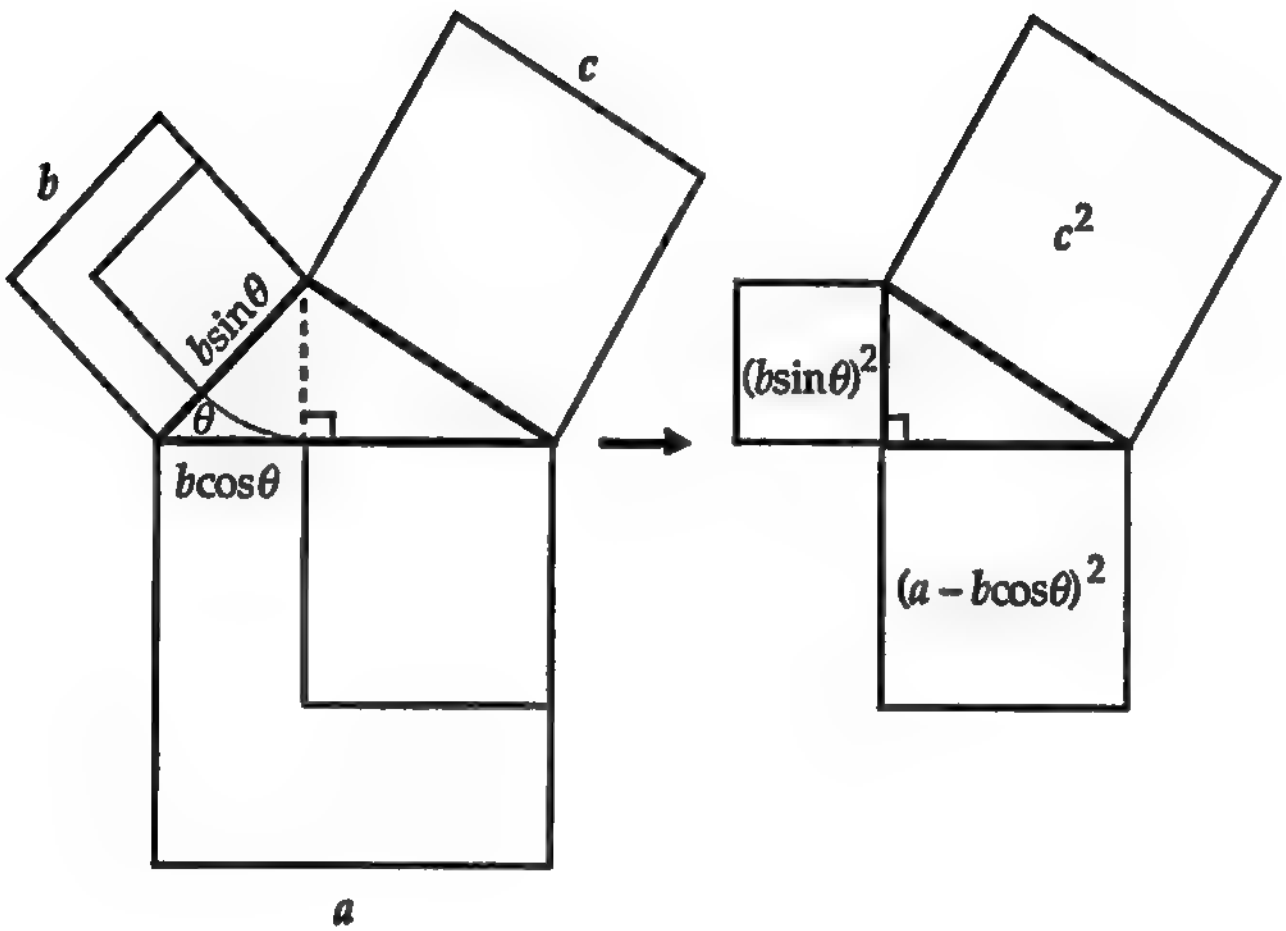 c
b
bsinθ
θ
bcosθ
a
c²
(bsinθ)²
(a – bcosθ)²